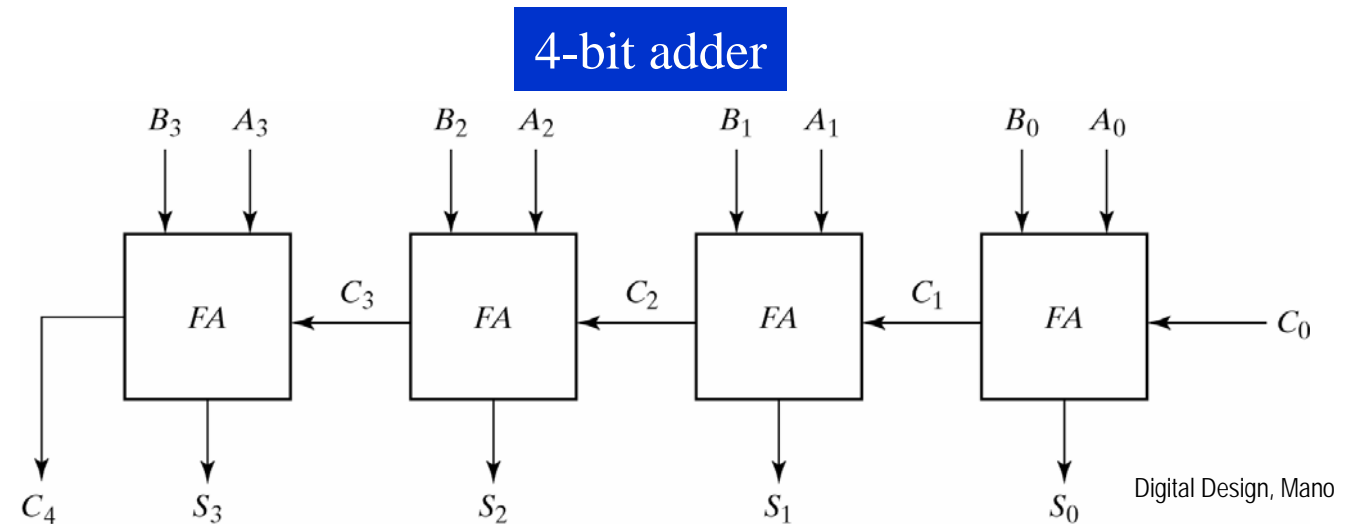 4-bit adder
B₃ A₃ B₂ A₂ B₁ A₁ B₀ A₀
FA C₃ FA C₂ FA C₁ FA C₀
C₄ S₃ S₂ S₁ S₀
Digital Design, Mano